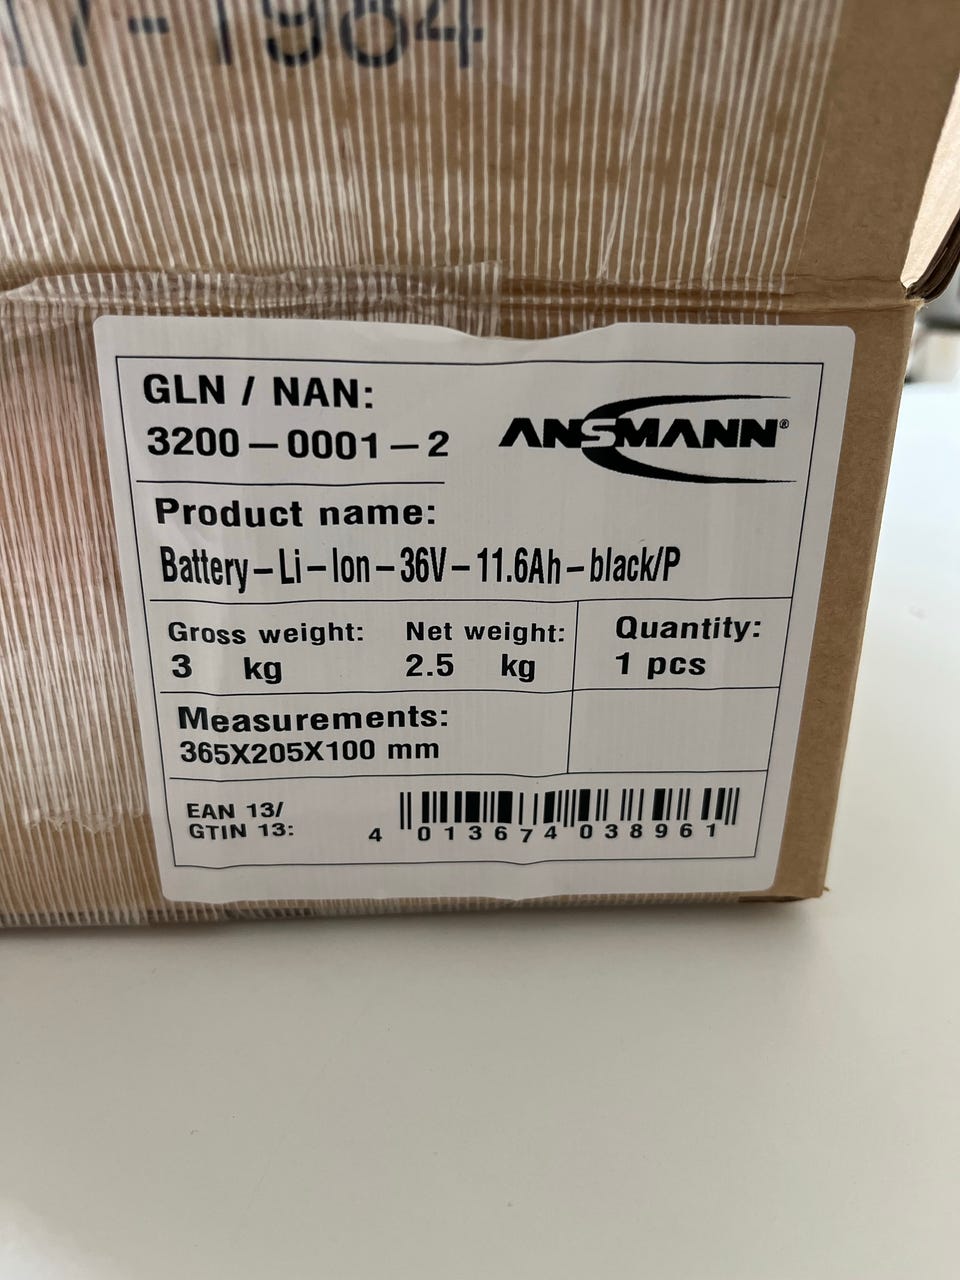 1984
GLN / NAN:
3200-0001-2
ANSMANN®
Product name:
Battery-Li-Ion-36V-11.6Ah-black/P
Gross weight:
3 kg
Net weight:
2.5 kg
Quantity:
1 pcs
Measurements:
365X205X100 mm
EAN 13/
GTIN 13:
4 013674 038961